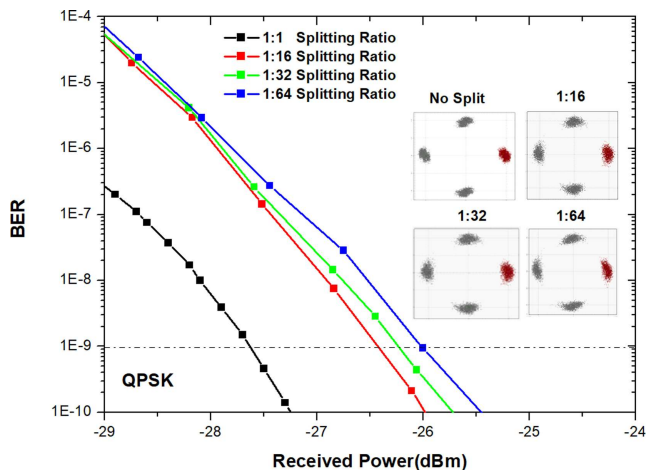 1E-4
1E-5
1E-6
1E-7
1E-8
1E-9
1E-10
BER
1:1 Splitting Ratio
1:16 Splitting Ratio
1:32 Splitting Ratio
1:64 Splitting Ratio
No Split
1:16
1:32
1:64
QPSK
-29
-28
-27
-26
-25
-24
Received Power(dBm)